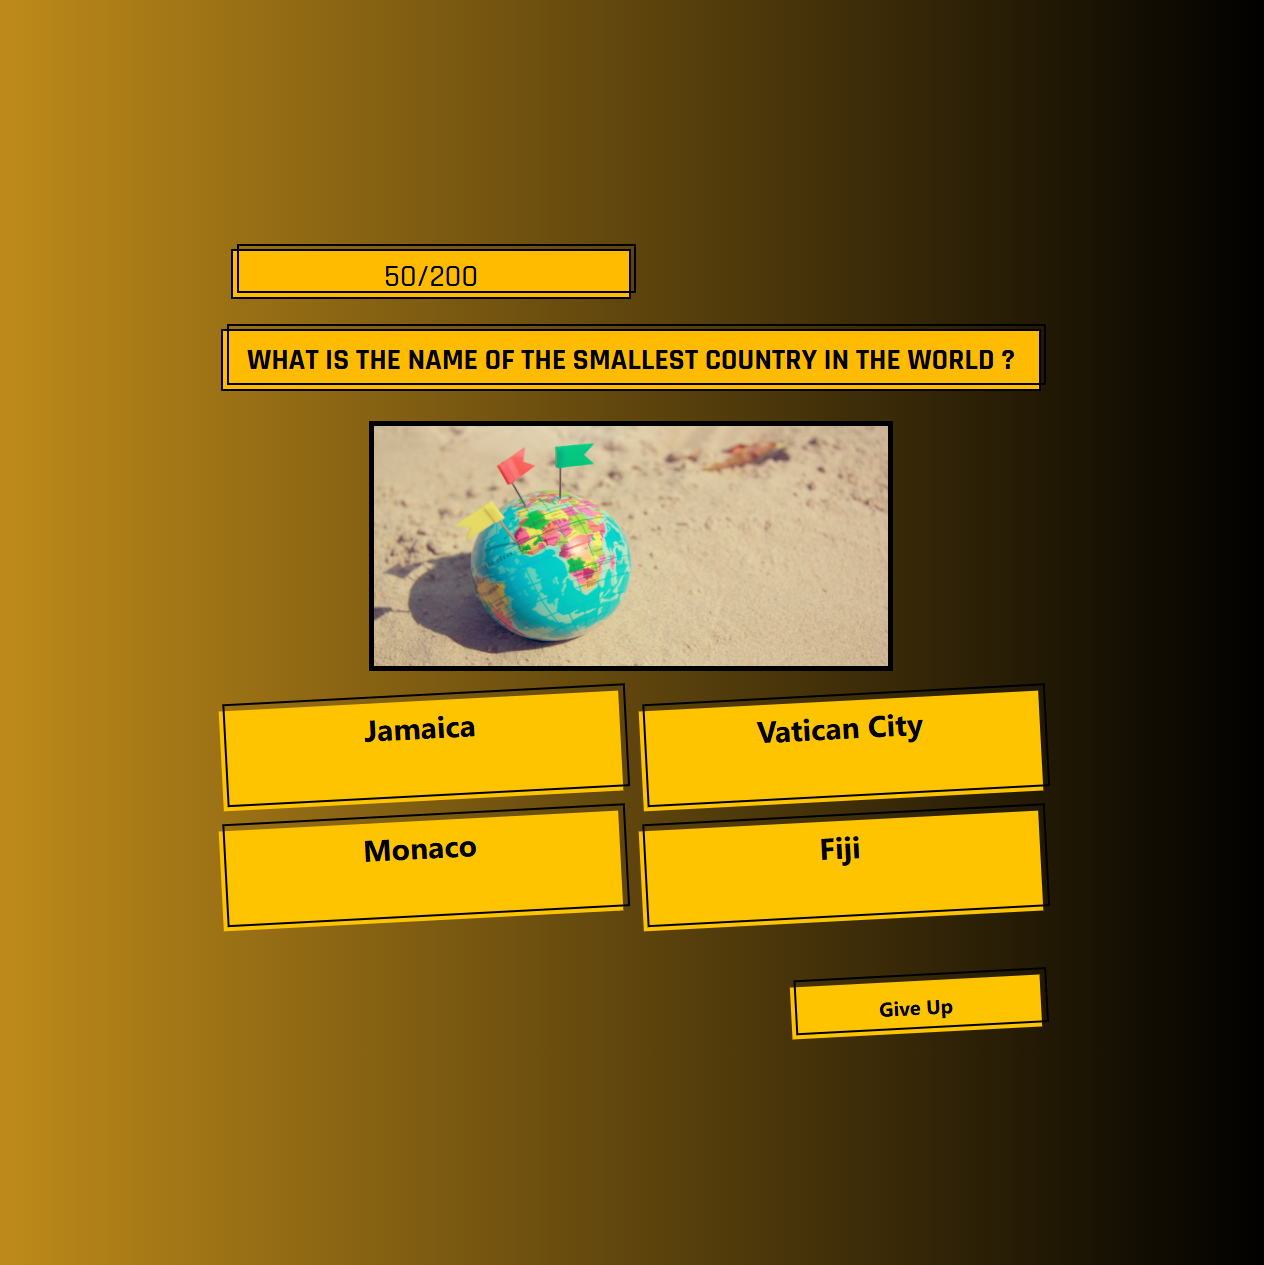 50/200
WHAT IS THE NAME OF THE SMALLEST COUNTRY IN THE WORLD ?
Jamaica
Vatican City
Monaco
Fiji
Give Up